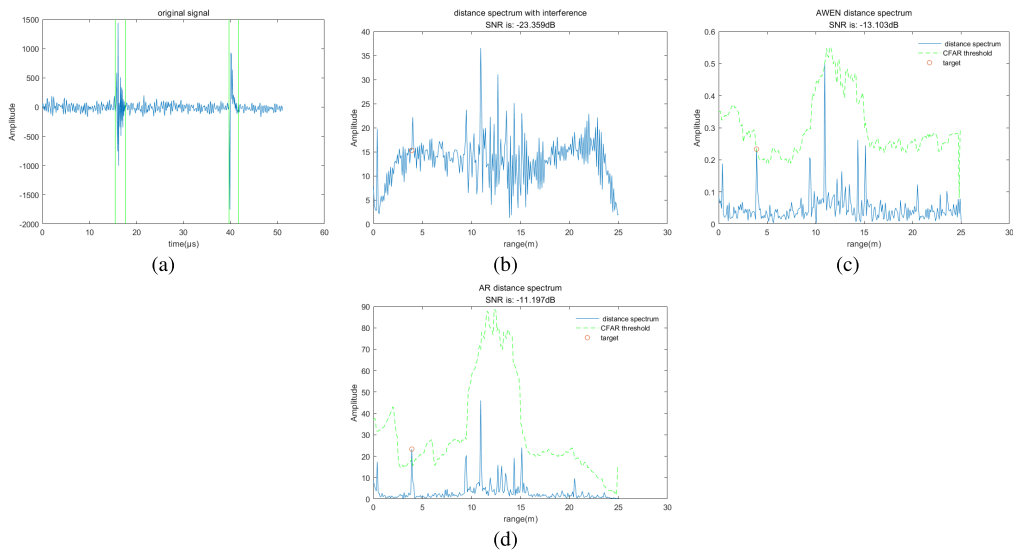 original signal
1500
1000
500
0
-500
-1000
-1500
-2000
0 10 20 30 40 50 60
Amplitude
time(μs)
(a)
distance spectrum with interference
SNR is: -23.359dB
40
35
30
25
20
15
10
5
0
0 5 10 15 20 25 30
Amplitude
range(m)
(b)
AWEN distance spectrum
SNR is: -13.103dB
0.6
0.5
0.4
0.3
0.2
0.1
0
0 5 10 15 20 25 30
Amplitude
range(m)
distance spectrum
CFAR threshold
target
(c)
AR distance spectrum
SNR is: -11.197dB
90
80
70
60
50
40
30
20
10
0
0 5 10 15 20 25 30
Amplitude
range(m)
distance spectrum
CFAR threshold
target
(d)